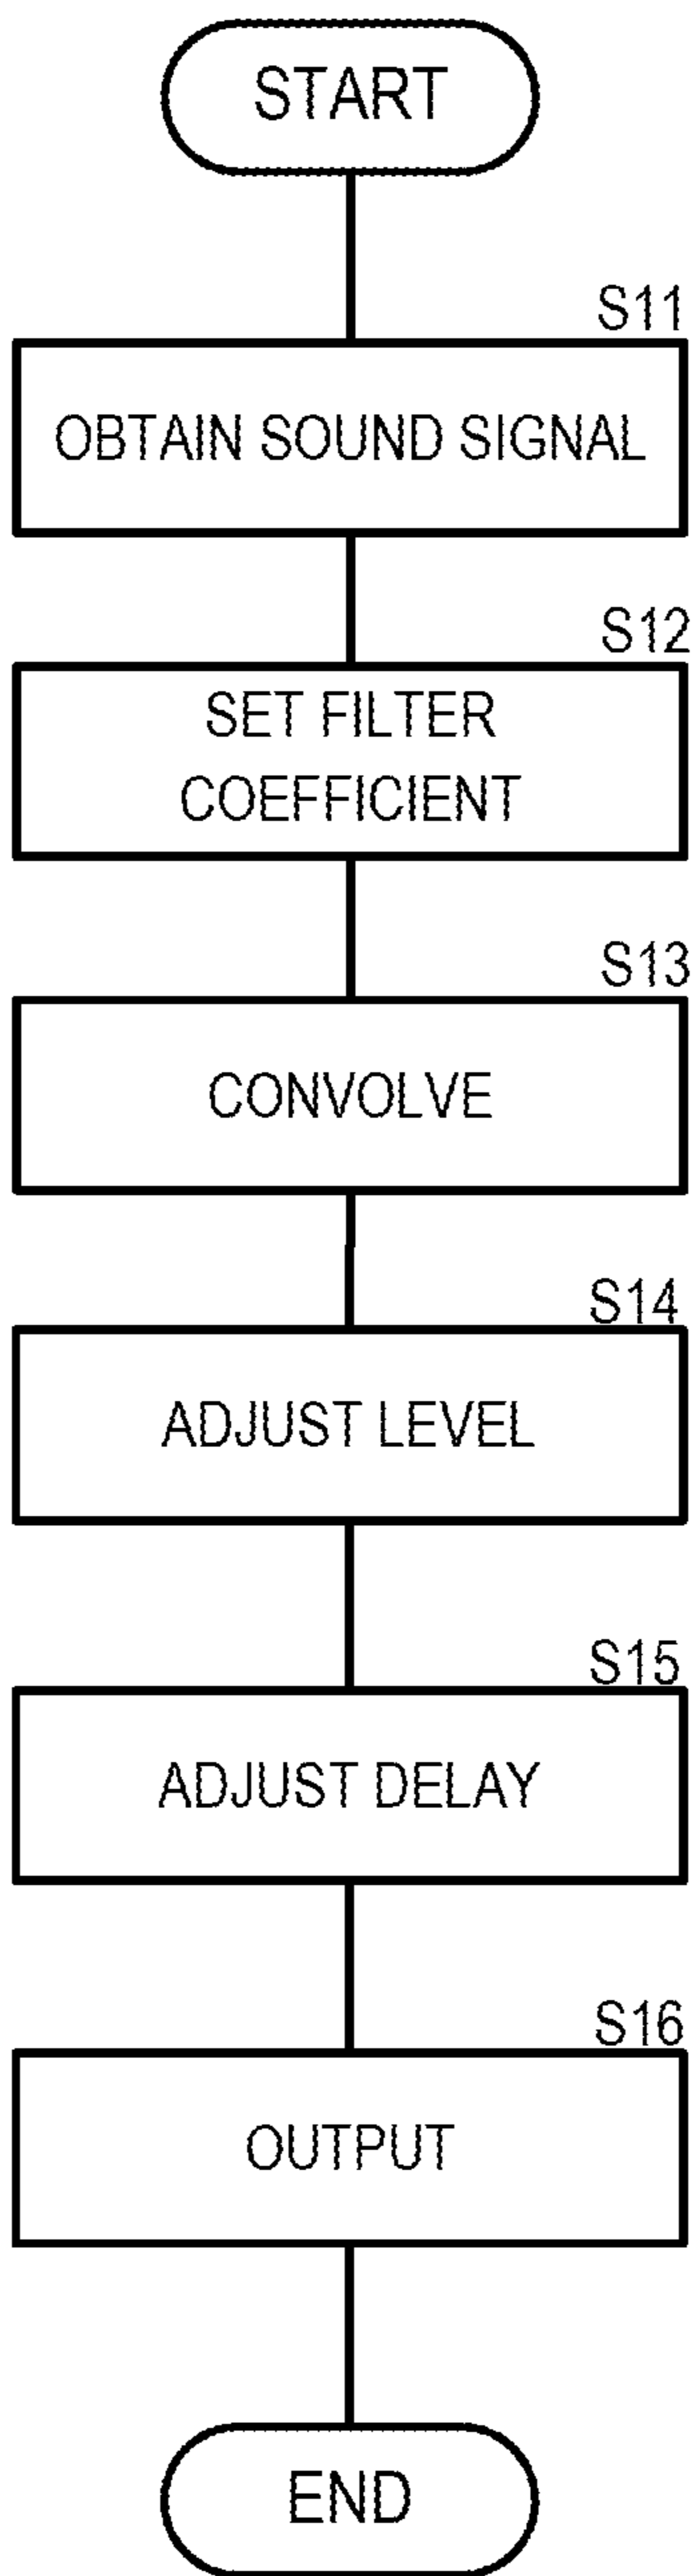 START
S11
OBTAIN SOUND SIGNAL
S12
SET FILTER
COEFFICIENT
S13
CONVOLVE
S14
ADJUST LEVEL
S15
ADJUST DELAY
S16
OUTPUT
END